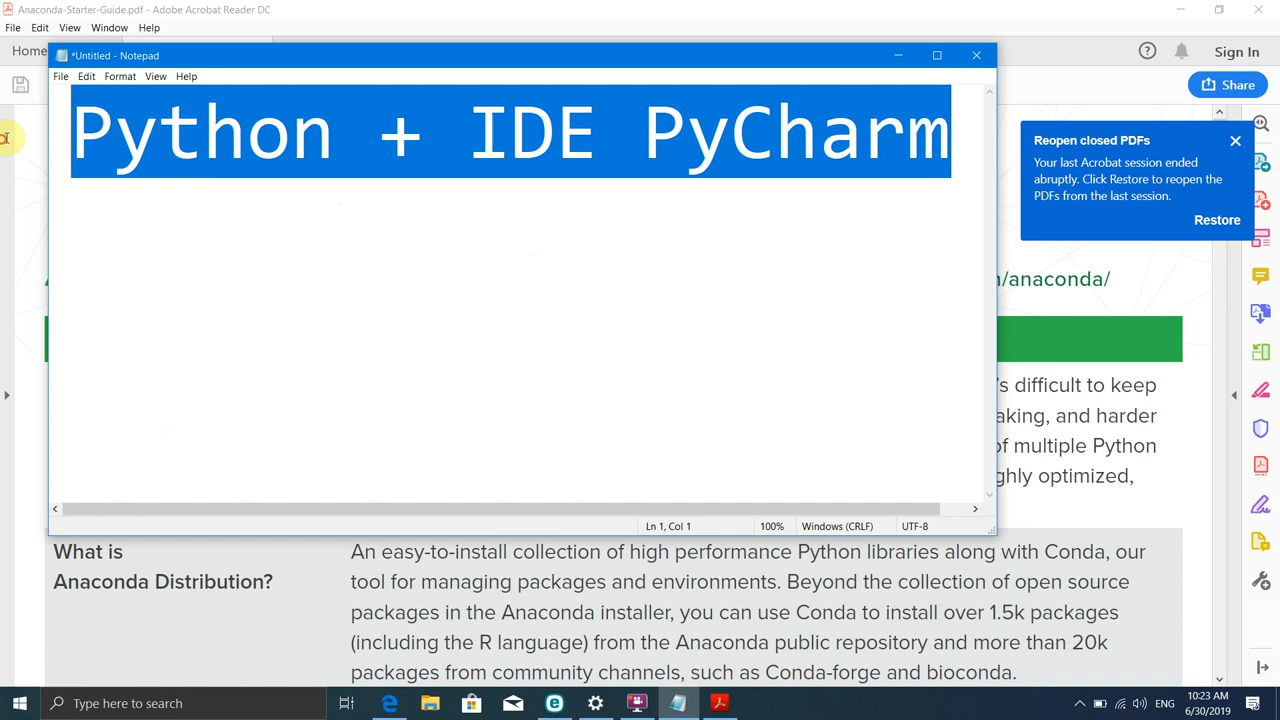 Anaconda-Starter-Guide.pdf - Adobe Acrobat Reader DC
File Edit View Window Help
Home
Sign In
*Untitled - Notepad
File Edit Format View Help
Share
Python + IDE PyCharm
Reopen closed PDFs
Your last Acrobat session ended
abruptly. Click Restore to reopen the
PDFs from the last session.
Restore
n/anaconda/
's difficult to keep
aking, and harder
of multiple Python
ghly optimized,
Ln 1, Col 1 100% Windows (CRLF) UTF-8
What is
Anaconda Distribution?
An easy-to-install collection of high performance Python libraries along with Conda, our
tool for managing packages and environments. Beyond the collection of open source
packages in the Anaconda installer, you can use Conda to install over 1.5k packages
(including the R language) from the Anaconda public repository and more than 20k
packages from community channels, such as Conda-forge and bioconda.
Type here to search
ENG
10:23 AM
6/30/2019